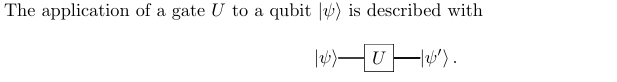 The application of a gate U to a qubit |ψ⟩ is described with
|ψ⟩ U |ψ′⟩ .